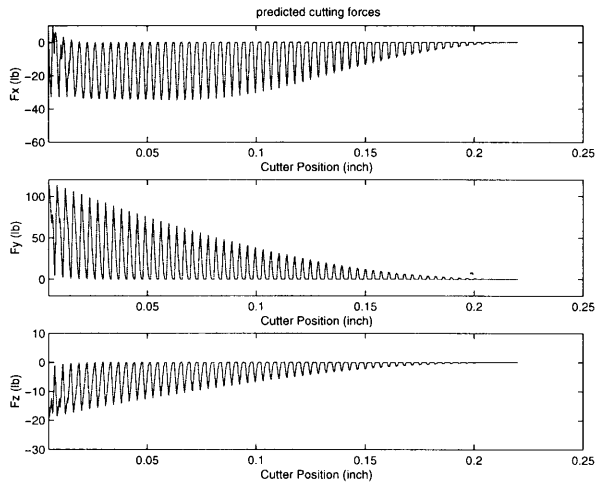 predicted cutting forces
0
−20
−40
−60
Fx (lb)
0.05 0.1 0.15 0.2 0.25
Cutter Position (inch)
100
50
0
Fy (lb)
0.05 0.1 0.15 0.2 0.25
Cutter Position (inch)
10
0
−10
−20
−30
Fz (lb)
0.05 0.1 0.15 0.2 0.25
Cutter Position (inch)